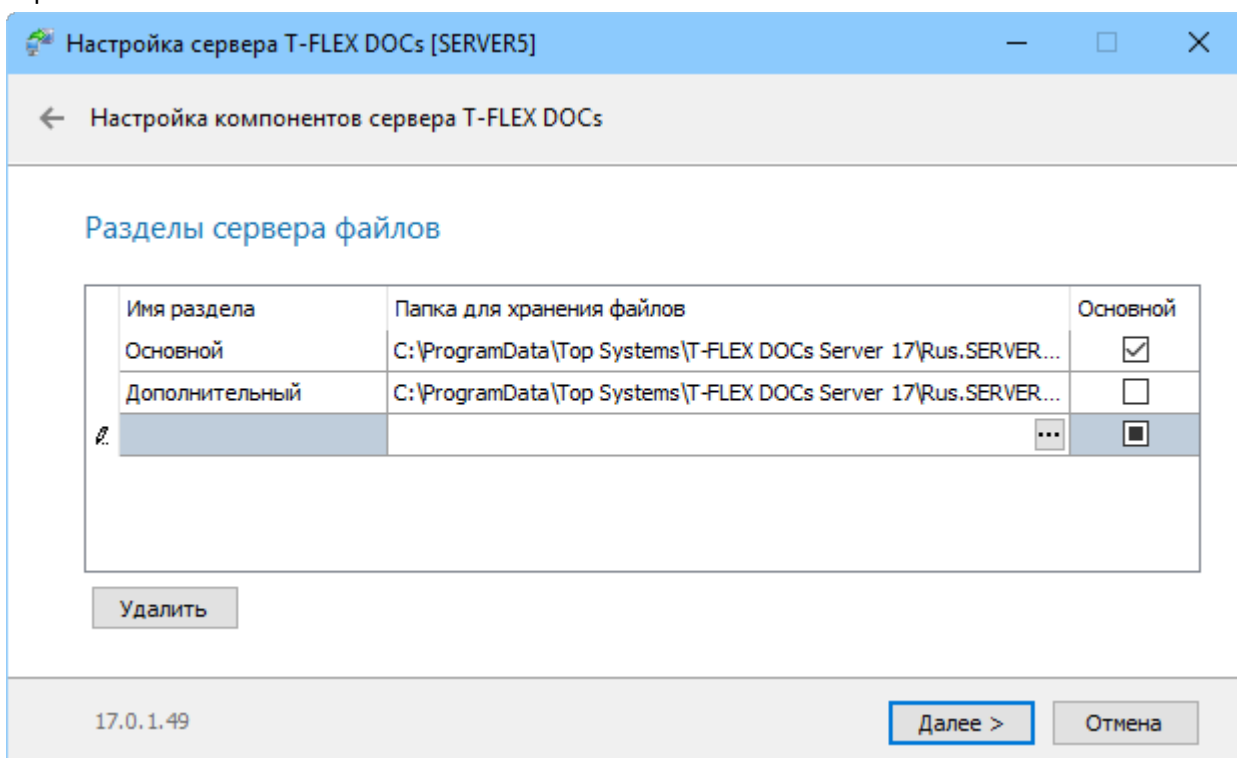 Настройка сервера T-FLEX DOCs [SERVER5]
Настройка компонентов сервера T-FLEX DOCs
Разделы сервера файлов
Имя раздела Папка для хранения файлов Основной
Основной C:\ProgramData\Top Systems\T-FLEX DOCs Server 17\Rus.SERVER...
Дополнительный C:\ProgramData\Top Systems\T-FLEX DOCs Server 17\Rus.SERVER...
...
Удалить
17.0.1.49 Далее > Отмена